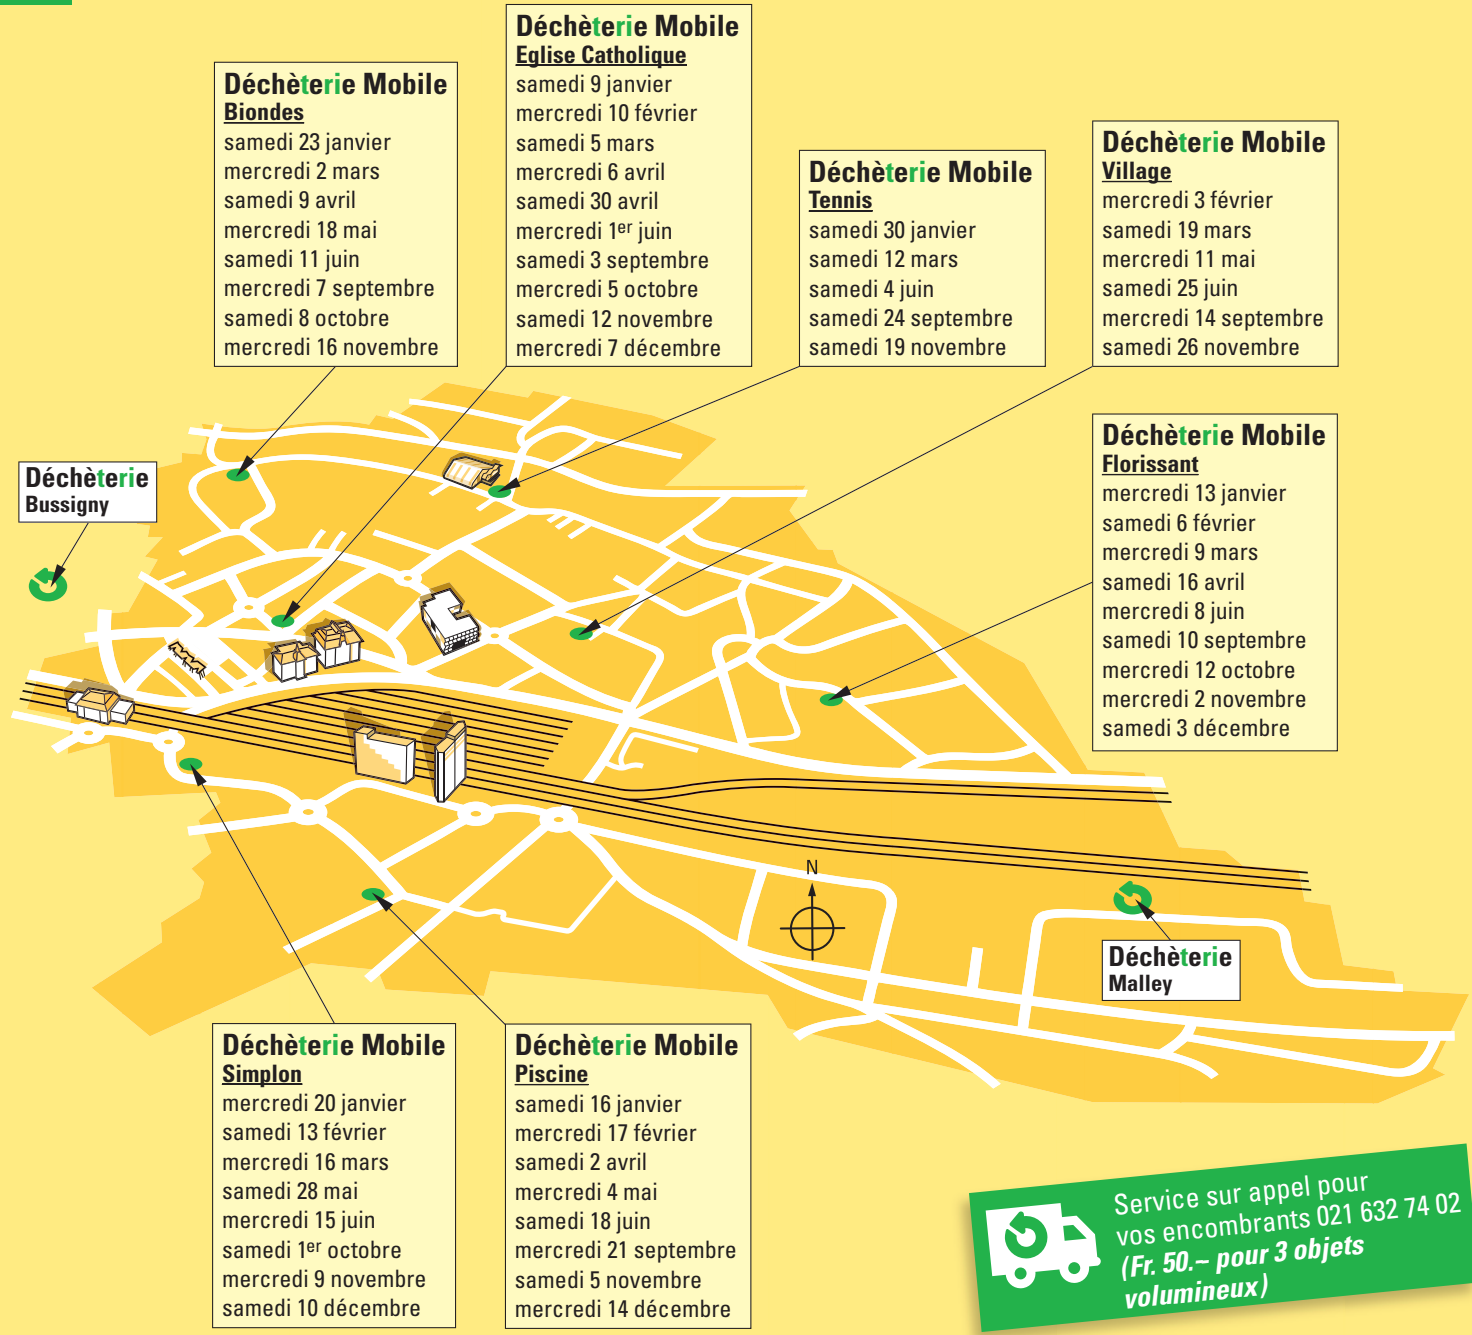 Déchèterie Mobile
Biondes
samedi 23 janvier
mercredi 2 mars
samedi 9 avril
mercredi 18 mai
samedi 11 juin
mercredi 7 septembre
samedi 8 octobre
mercredi 16 novembre
Déchèterie Mobile
Eglise Catholique
samedi 9 janvier
mercredi 10 février
samedi 5 mars
mercredi 6 avril
samedi 30 avril
mercredi 1er juin
samedi 3 septembre
mercredi 5 octobre
samedi 12 novembre
mercredi 7 décembre
Déchèterie Mobile
Tennis
samedi 30 janvier
samedi 12 mars
samedi 4 juin
samedi 24 septembre
samedi 19 novembre
Déchèterie Mobile
Village
mercredi 3 février
samedi 19 mars
mercredi 11 mai
samedi 25 juin
mercredi 14 septembre
samedi 26 novembre
Déchèterie Mobile
Florissant
mercredi 13 janvier
samedi 6 février
mercredi 9 mars
samedi 16 avril
mercredi 8 juin
samedi 10 septembre
mercredi 12 octobre
mercredi 2 novembre
samedi 3 décembre
Déchèterie
Bussigny
N
Déchèterie
Malley
Déchèterie Mobile
Simplon
mercredi 20 janvier
samedi 13 février
mercredi 16 mars
samedi 28 mai
mercredi 15 juin
samedi 1er octobre
mercredi 9 novembre
samedi 10 décembre
Déchèterie Mobile
Piscine
samedi 16 janvier
mercredi 17 février
samedi 2 avril
mercredi 4 mai
samedi 18 juin
mercredi 21 septembre
samedi 5 novembre
mercredi 14 décembre
Service sur appel pour
vos encombrants 021 632 74 02
(Fr. 50.– pour 3 objets
volumineux)